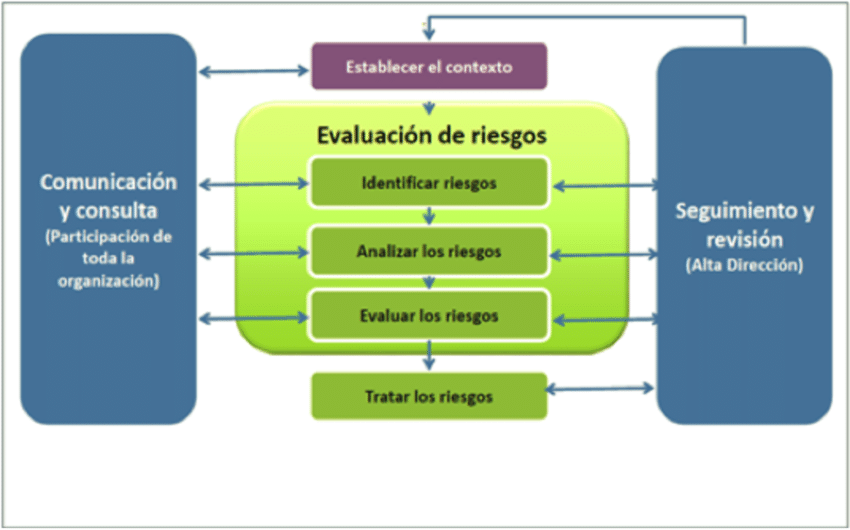 Establecer el contexto
Evaluación de riesgos
Identificar riesgos
Analizar los riesgos
Evaluar los riesgos
Tratar los riesgos
Comunicación
y consulta
(Participación de
toda la
organización)
Seguimiento y
revisión
(Alta Dirección)